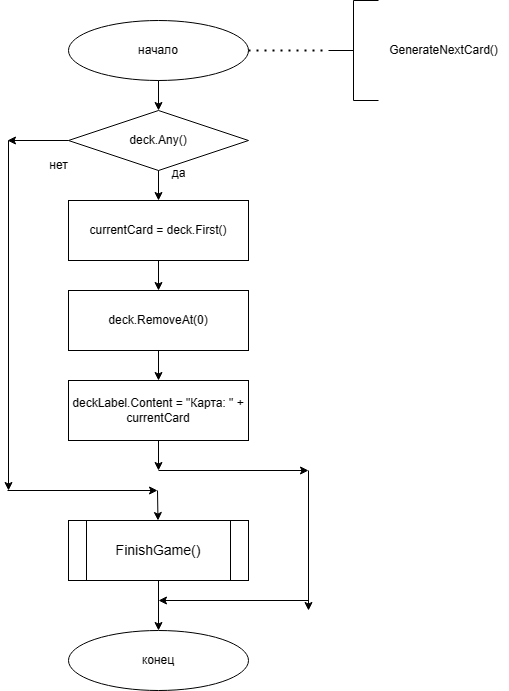 начало
GenerateNextCard()
deck.Any()
нет
да
currentCard = deck.First()
deck.RemoveAt(0)
deckLabel.Content = "Карта: " +
currentCard
FinishGame()
конец